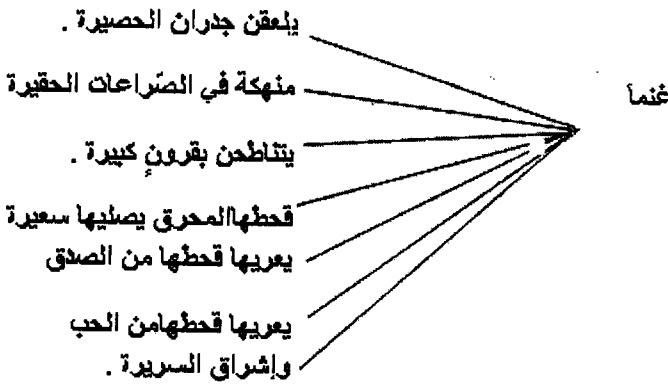 يلعقن جدران الحصيرة .
منهكة في الصّراعات الحقيرة
غنماً
يتناطحن بقرونٍ كبيرة .
قحطهاالمحرق يصليها سعيرة
يعريها قحطها من الصدق
يعريها قحطهامن الحب
وإشراق السريرة .